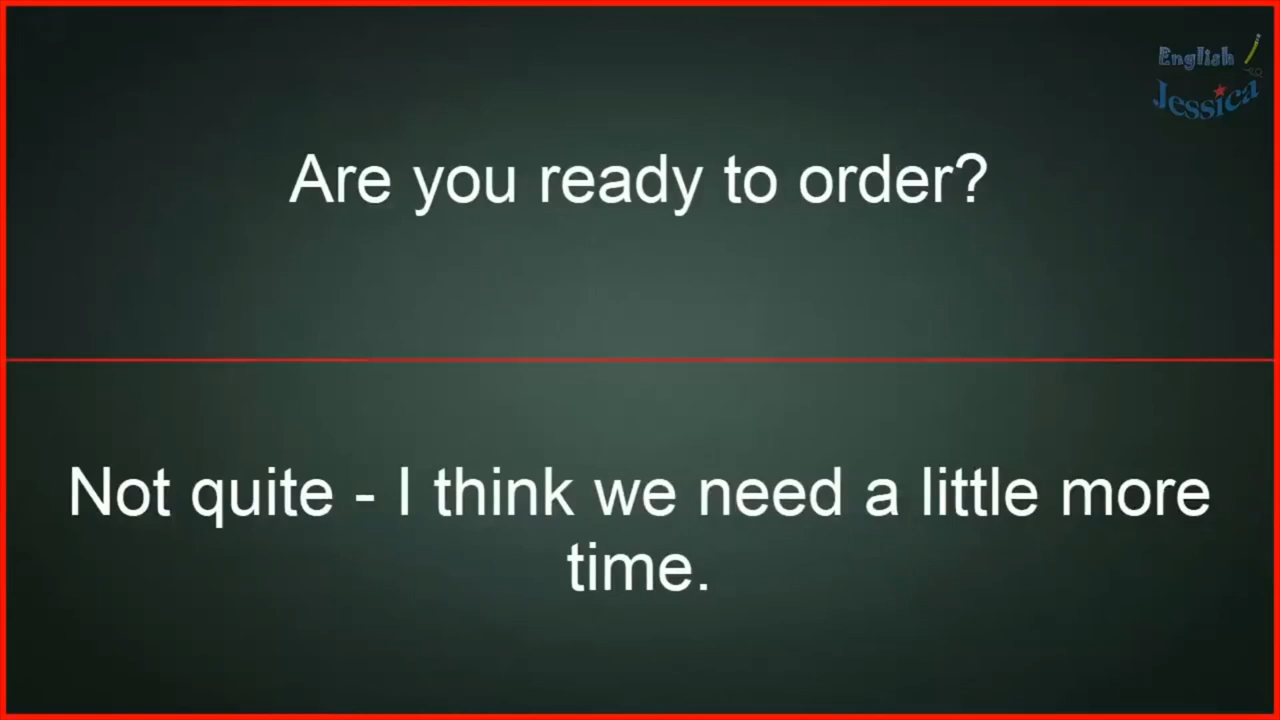 English
Jessica
Are you ready to order?
Not quite - I think we need a little more
time.